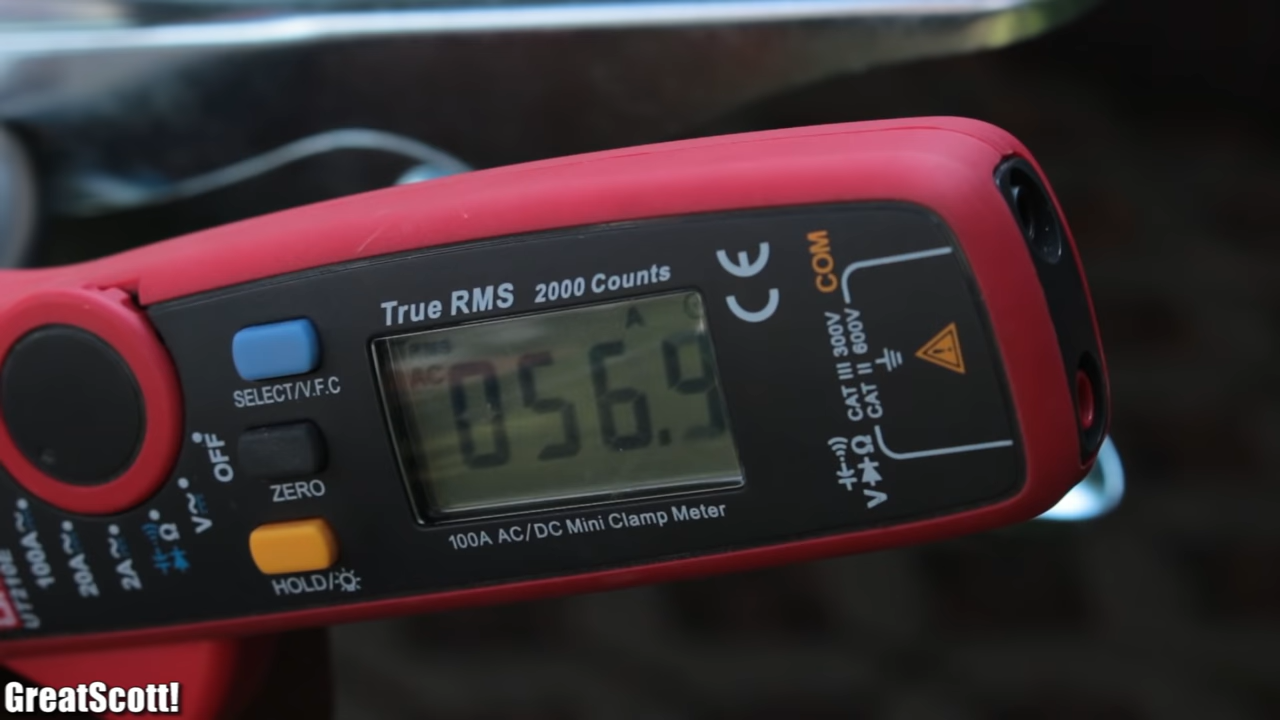 True RMS 2000 Counts
TRMS
AC
A
056.9
100A AC/DC Mini Clamp Meter
SELECT/V.F.C
ZERO
HOLD/
OFF
V
Ω
2A
20A
100A
COM
CAT III 300V
CAT II 600V
V Ω
CE
GreatScott!